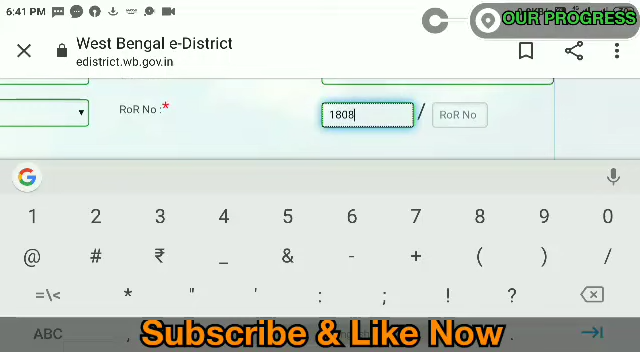 6:41 PM
OUR PROGRESS
West Bengal e-District
edistrict.wb.gov.in
RoR No :* 1808 / RoR No
G
1 2 3 4 5 6 7 8 9 0
@ # ₹ _ & - + ( ) /
=\< * " ' : ; ! ?
ABC , .
Subscribe & Like Now